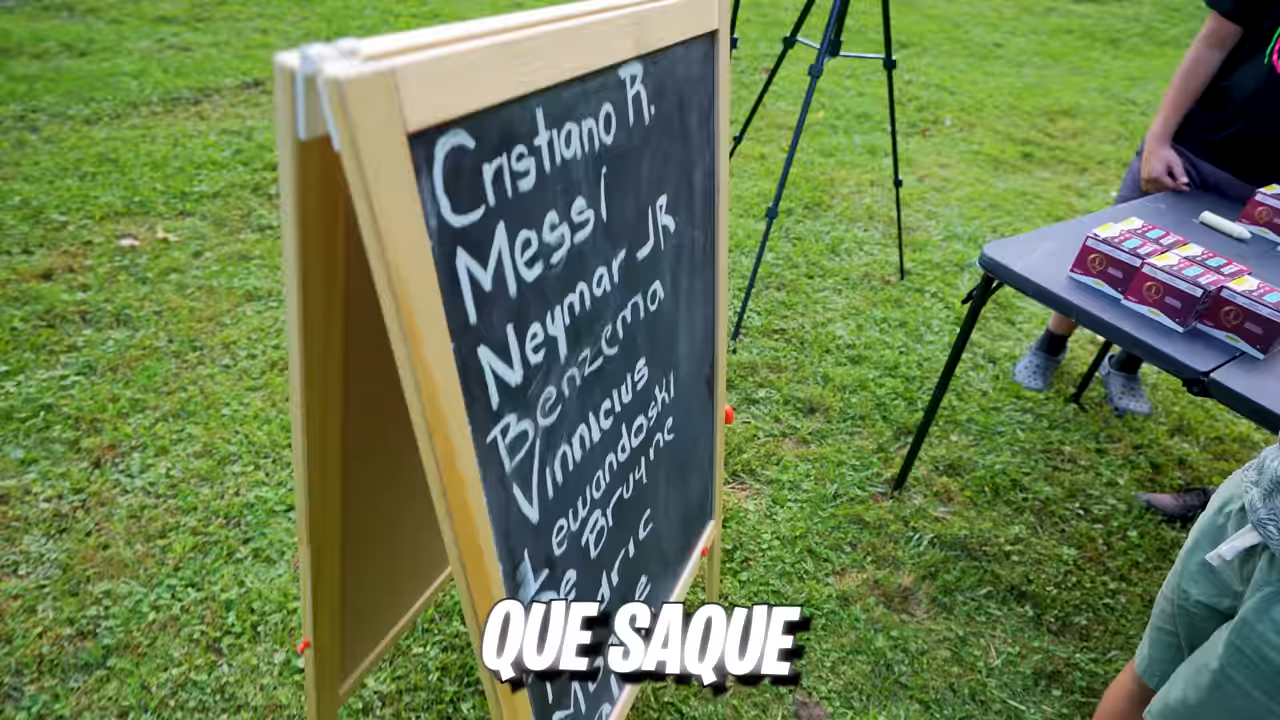 Cristiano R.
Messi
Neymar JR
Benzema
Vinnicius
Lewandoski
De Bruyne
QUE SAQUE